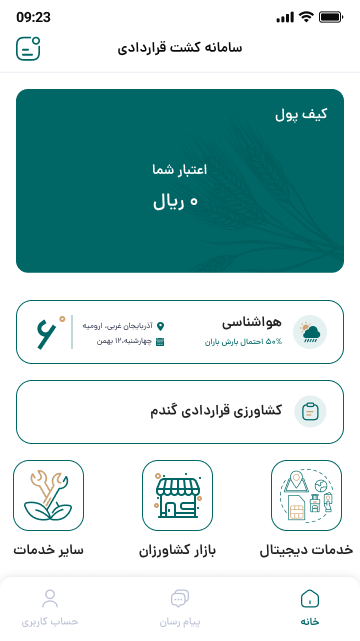 09:23
سامانه کشت قراردادی
کیف پول
اعتبار شما
۰ ریال
هواشناسی
۵۰% احتمال بارش باران
آذربایجان غربی، ارومیه
چهارشنبه،۱۲ بهمن
۶°
کشاورزی قراردادی گندم
خدمات دیجیتال
بازار کشاورزان
سایر خدمات
خانه
پیام رسان
حساب کاربری